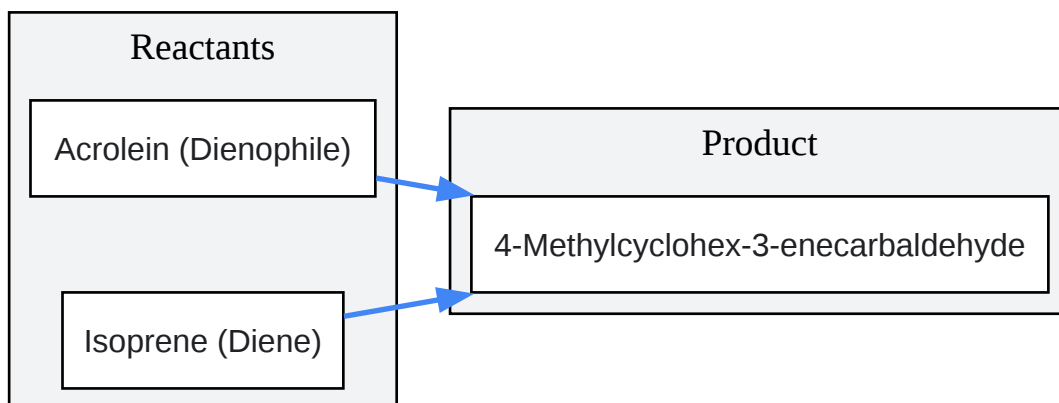 Reactants
Acrolein (Dienophile)
Isoprene (Diene)
Product
4-Methylcyclohex-3-enecarbaldehyde